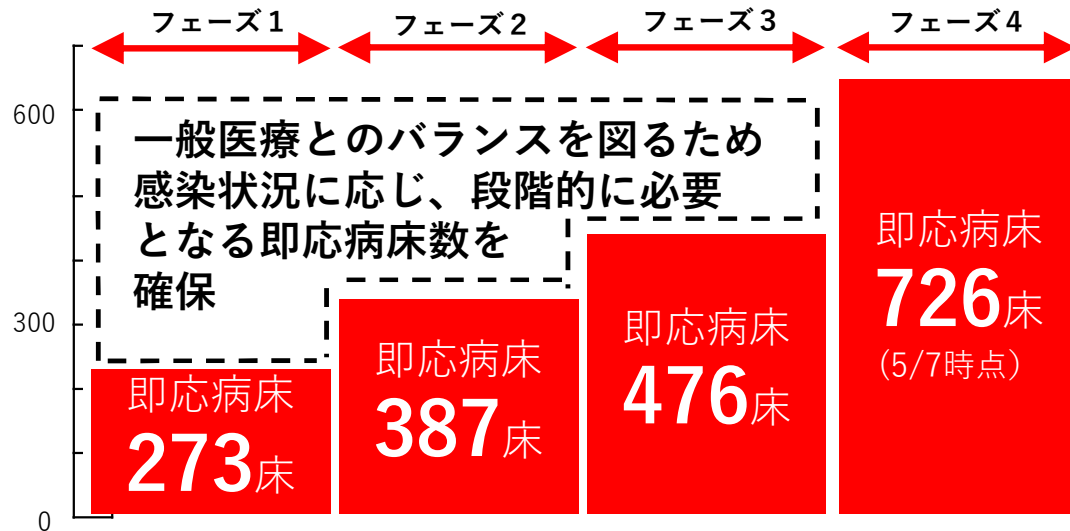 フェーズ１
フェーズ２
フェーズ３
フェーズ４
600
300
0
一般医療とのバランスを図るため
感染状況に応じ、段階的に必要
となる即応病床数を
確保
即応病床
273床
即応病床
387床
即応病床
476床
即応病床
726床
(5/7時点)